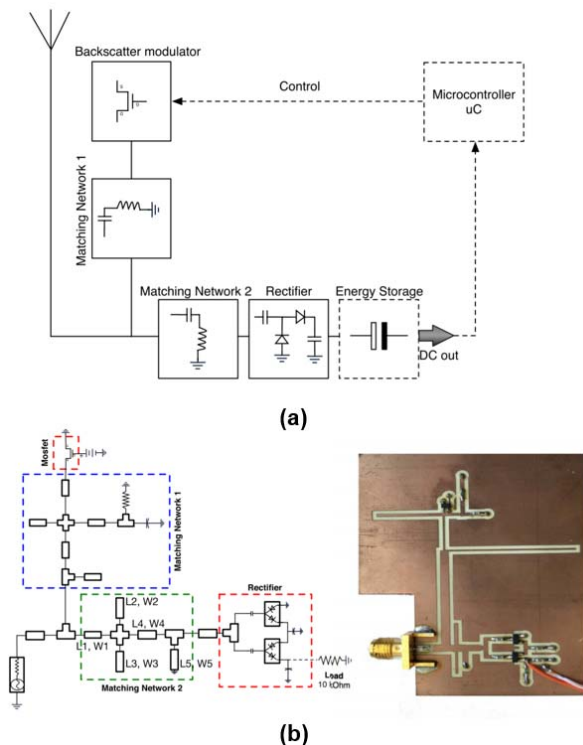 Backscatter modulator
Control
Microcontroller
uC
Matching Network 1
Matching Network 2
Rectifier
Energy Storage
DC out
(a)
Mosfet
Matching Network 1
Rectifier
L2, W2
L4, W4
L1, W1
L3, W3
L5, W5
Matching Network 2
Load
10 kOhm
(b)